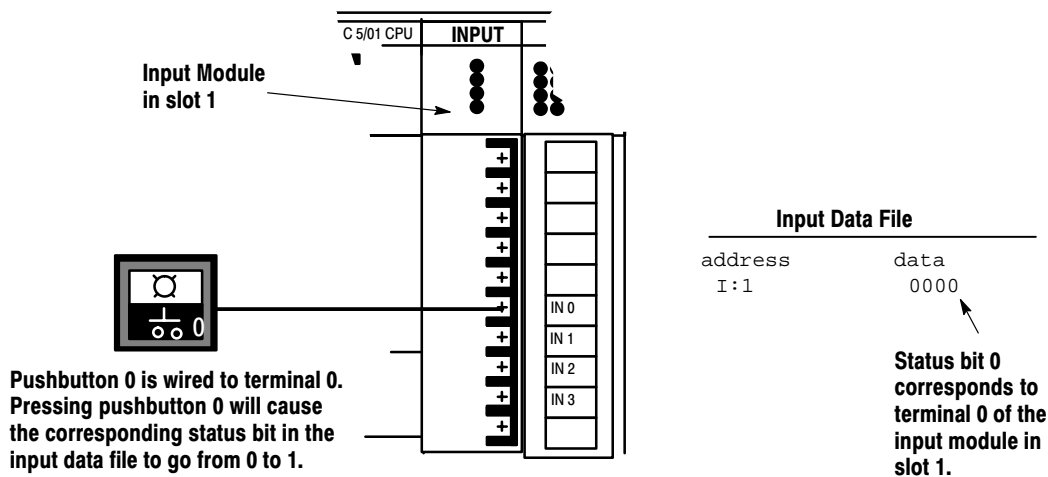 C 5/01 CPU
INPUT
Input Module
in slot 1
+
+
+
+
+
+
+
+
+
+
IN 0
IN 1
IN 2
IN 3
0
Pushbutton 0 is wired to terminal 0.
Pressing pushbutton 0 will cause
the corresponding status bit in the
input data file to go from 0 to 1.
Input Data File
address data
I:1 0000
Status bit 0
corresponds to
terminal 0 of the
input module in
slot 1.